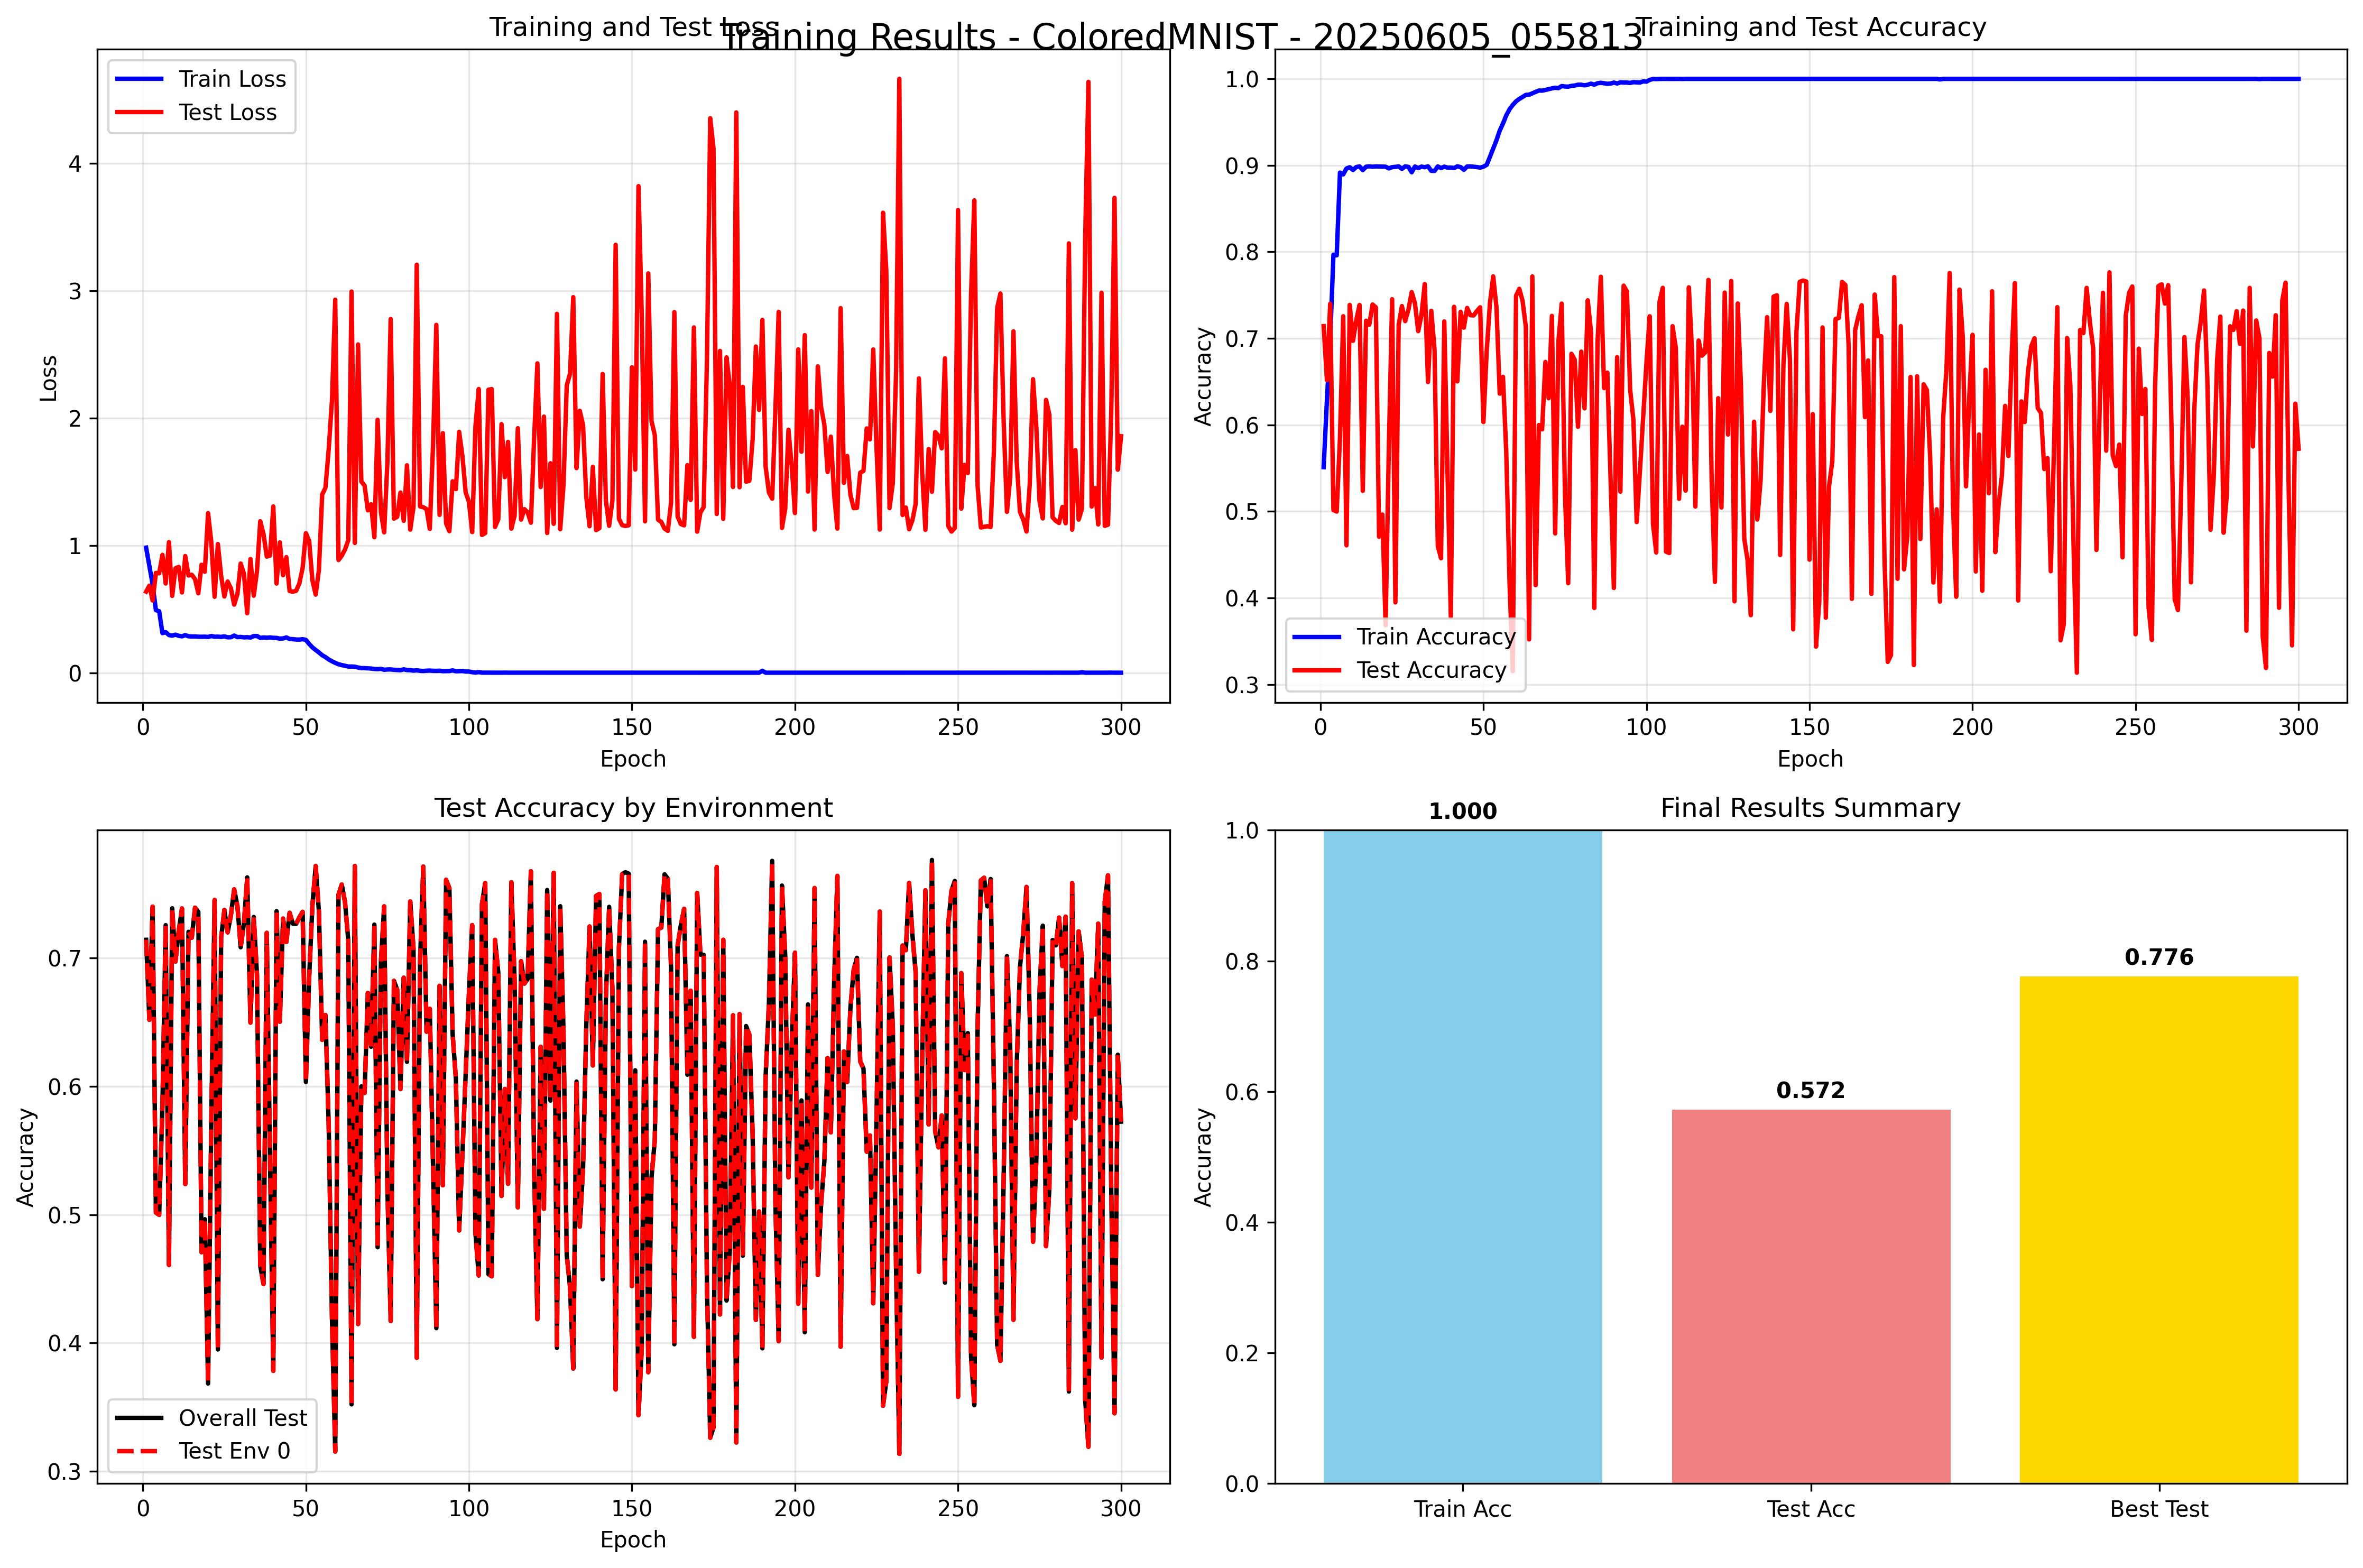 Training Results - ColoredMNIST - 20250605_055813
Training and Test Loss
Train Loss
Test Loss
Loss
4
3
2
1
0
0 50 100 150 200 250 300
Epoch
Training and Test Accuracy
Accuracy
1.0
0.9
0.8
0.7
0.6
0.5
0.4
0.3
Train Accuracy
Test Accuracy
0 50 100 150 200 250 300
Epoch
Test Accuracy by Environment
Accuracy
0.7
0.6
0.5
0.4
0.3
Overall Test
Test Env 0
0 50 100 150 200 250 300
Epoch
Final Results Summary
Accuracy
1.0
0.8
0.6
0.4
0.2
0.0
1.000
0.572
0.776
Train Acc Test Acc Best Test